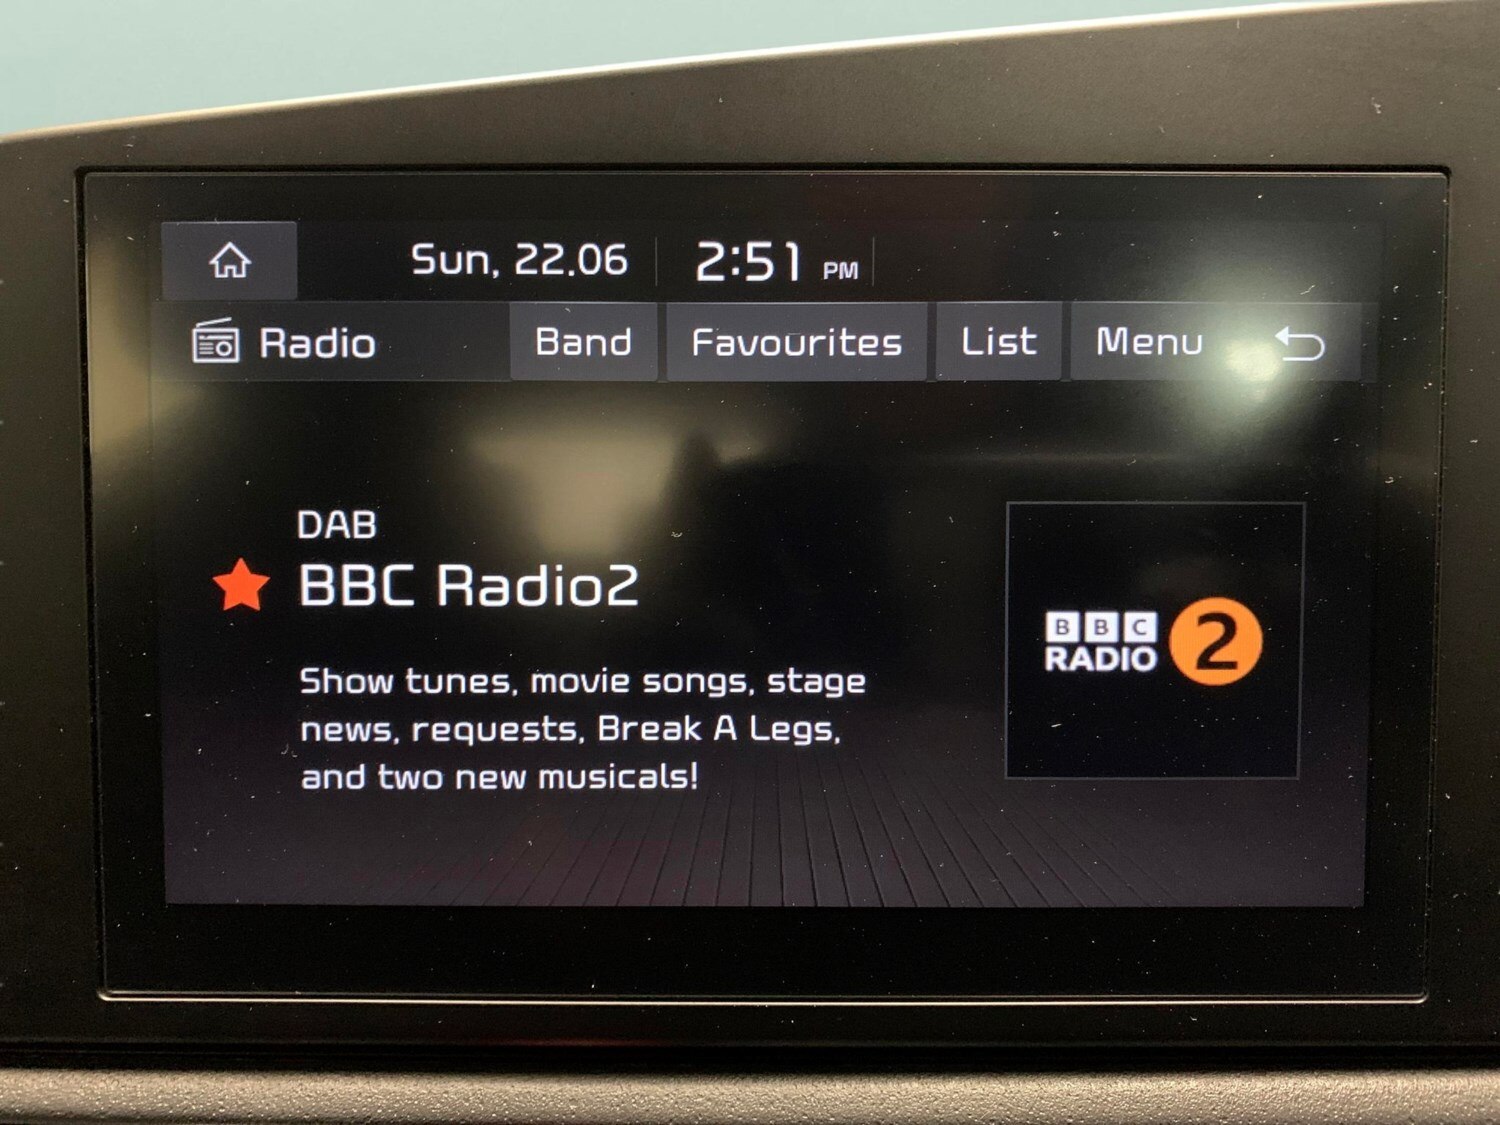 Sun, 22.06 2:51 PM
Radio Band Favourites List Menu
DAB
BBC Radio2
Show tunes, movie songs, stage
news, requests, Break A Legs,
and two new musicals!
BBC
RADIO 2